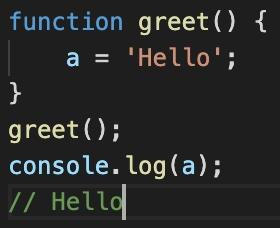 function greet() {
    a = 'Hello';
}
greet();
console.log(a);
// Hello